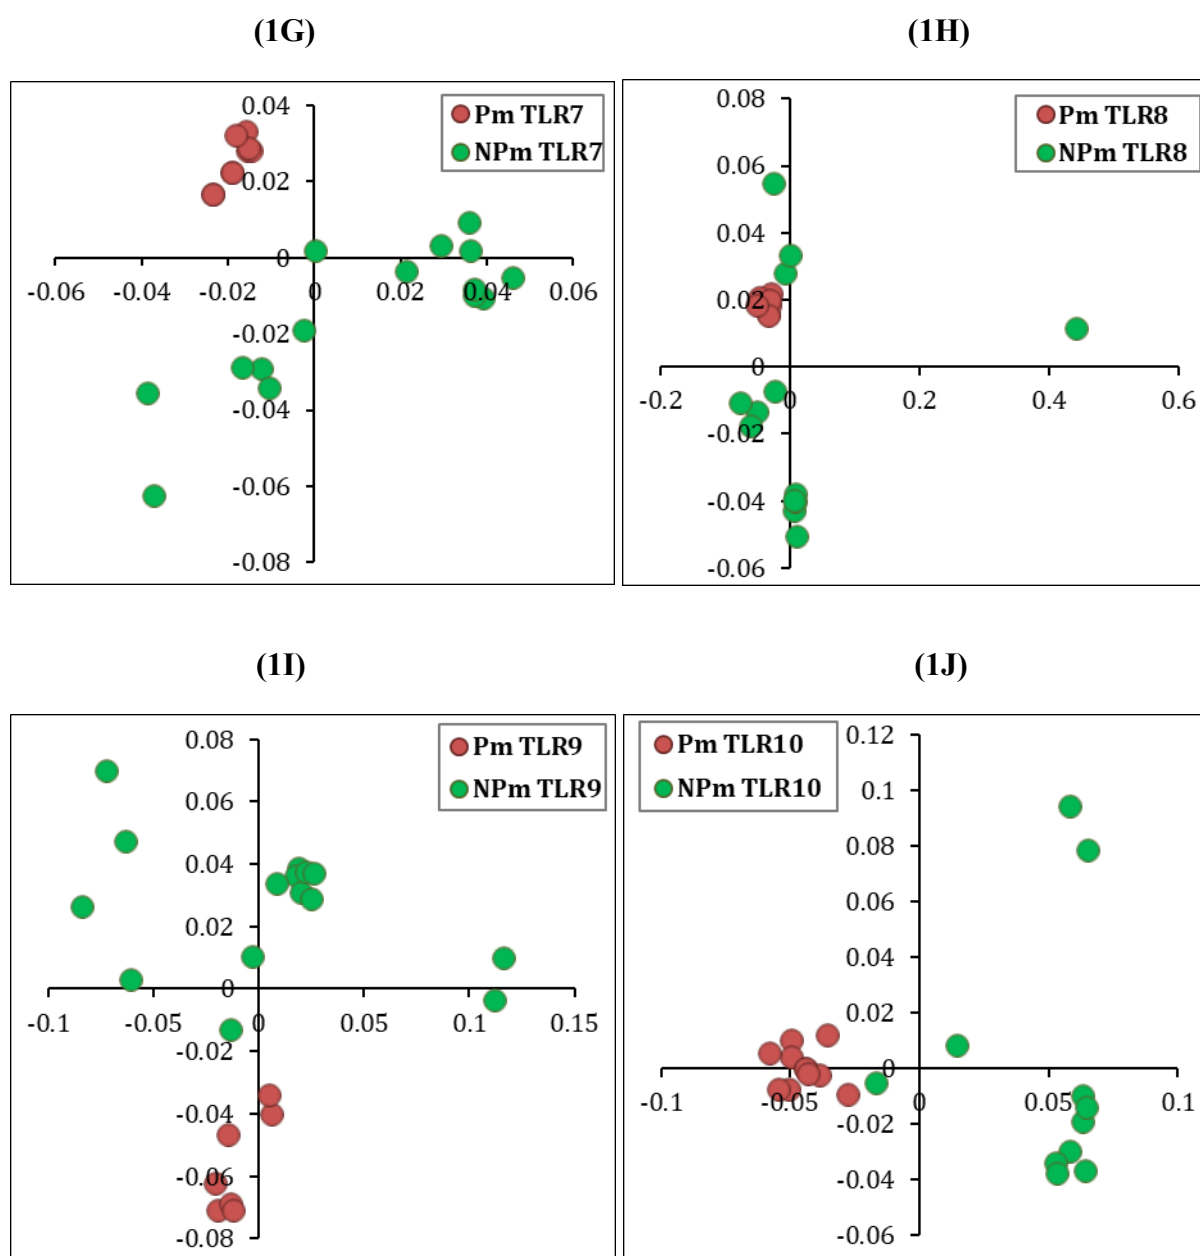 (1G) (1H)
0.04
0.02
0
-0.02
-0.04
-0.06
-0.08
-0.06 -0.04 -0.02 0 0.02 0.04 0.06
Pm TLR7
NPm TLR7
0.08
0.06
0.04
0.02
0
-0.02
-0.04
-0.06
-0.2 0 0.2 0.4 0.6
Pm TLR8
NPm TLR8
(1I) (1J)
0.08
0.06
0.04
0.02
0
-0.02
-0.04
-0.06
-0.08
-0.1 -0.05 0 0.05 0.1 0.15
Pm TLR9
NPm TLR9
Pm TLR10
NPm TLR10
0.12
0.1
0.08
0.06
0.04
0.02
0
-0.02
-0.04
-0.06
-0.1 -0.05 0 0.05 0.1